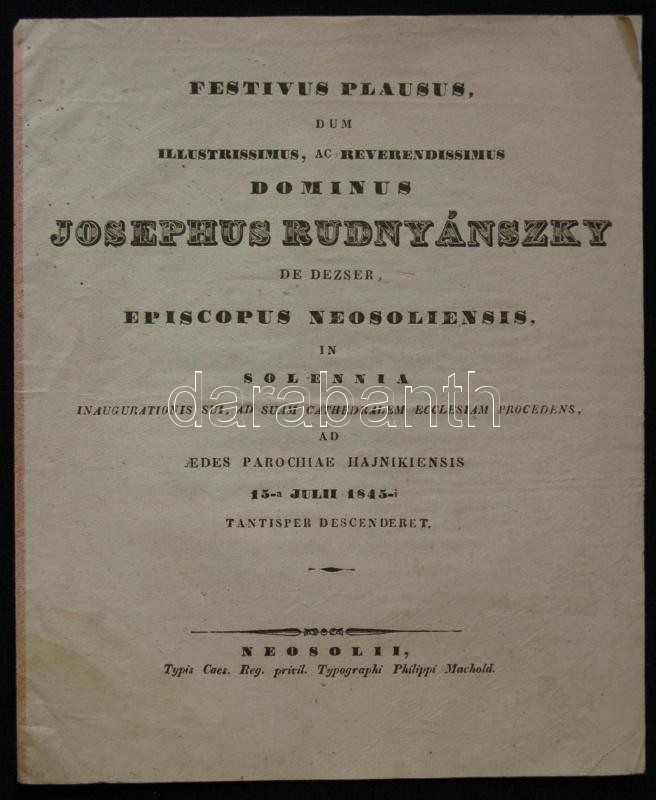 FESTIVUS PLAUSUS,
DUM
ILLUSTRISSIMUS, AC REVERENDISSIMUS
DOMINUS
JOSEPHUS RUDNYÁNSZKY
DE DEZSER,
EPISCOPUS NEOSOLIENSIS,
IN
SOLENNIA
darabanth
INAUGURATIONIS SUI, AD SUAM CATHEDRALEM ECCLESIAM PROCEDENS,
AD
ÆDES PAROCHIAE HAJNIKIENSIS
15-a JULII 1845-i
TANTISPER DESCENDERET.
NEOSOLII,
Typis Caes. Reg. privil. Typographi Philippi Machold.